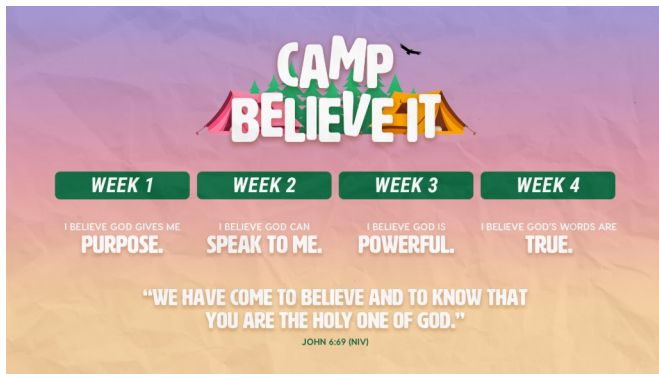 CAMP
BELIEVE IT
WEEK 1
WEEK 2
WEEK 3
WEEK 4
I BELIEVE GOD GIVES ME
PURPOSE.
I BELIEVE GOD CAN
SPEAK TO ME.
I BELIEVE GOD IS
POWERFUL.
I BELIEVE GOD'S WORDS ARE
TRUE.
“WE HAVE COME TO BELIEVE AND TO KNOW THAT
YOU ARE THE HOLY ONE OF GOD.”
JOHN 6:69 (NIV)